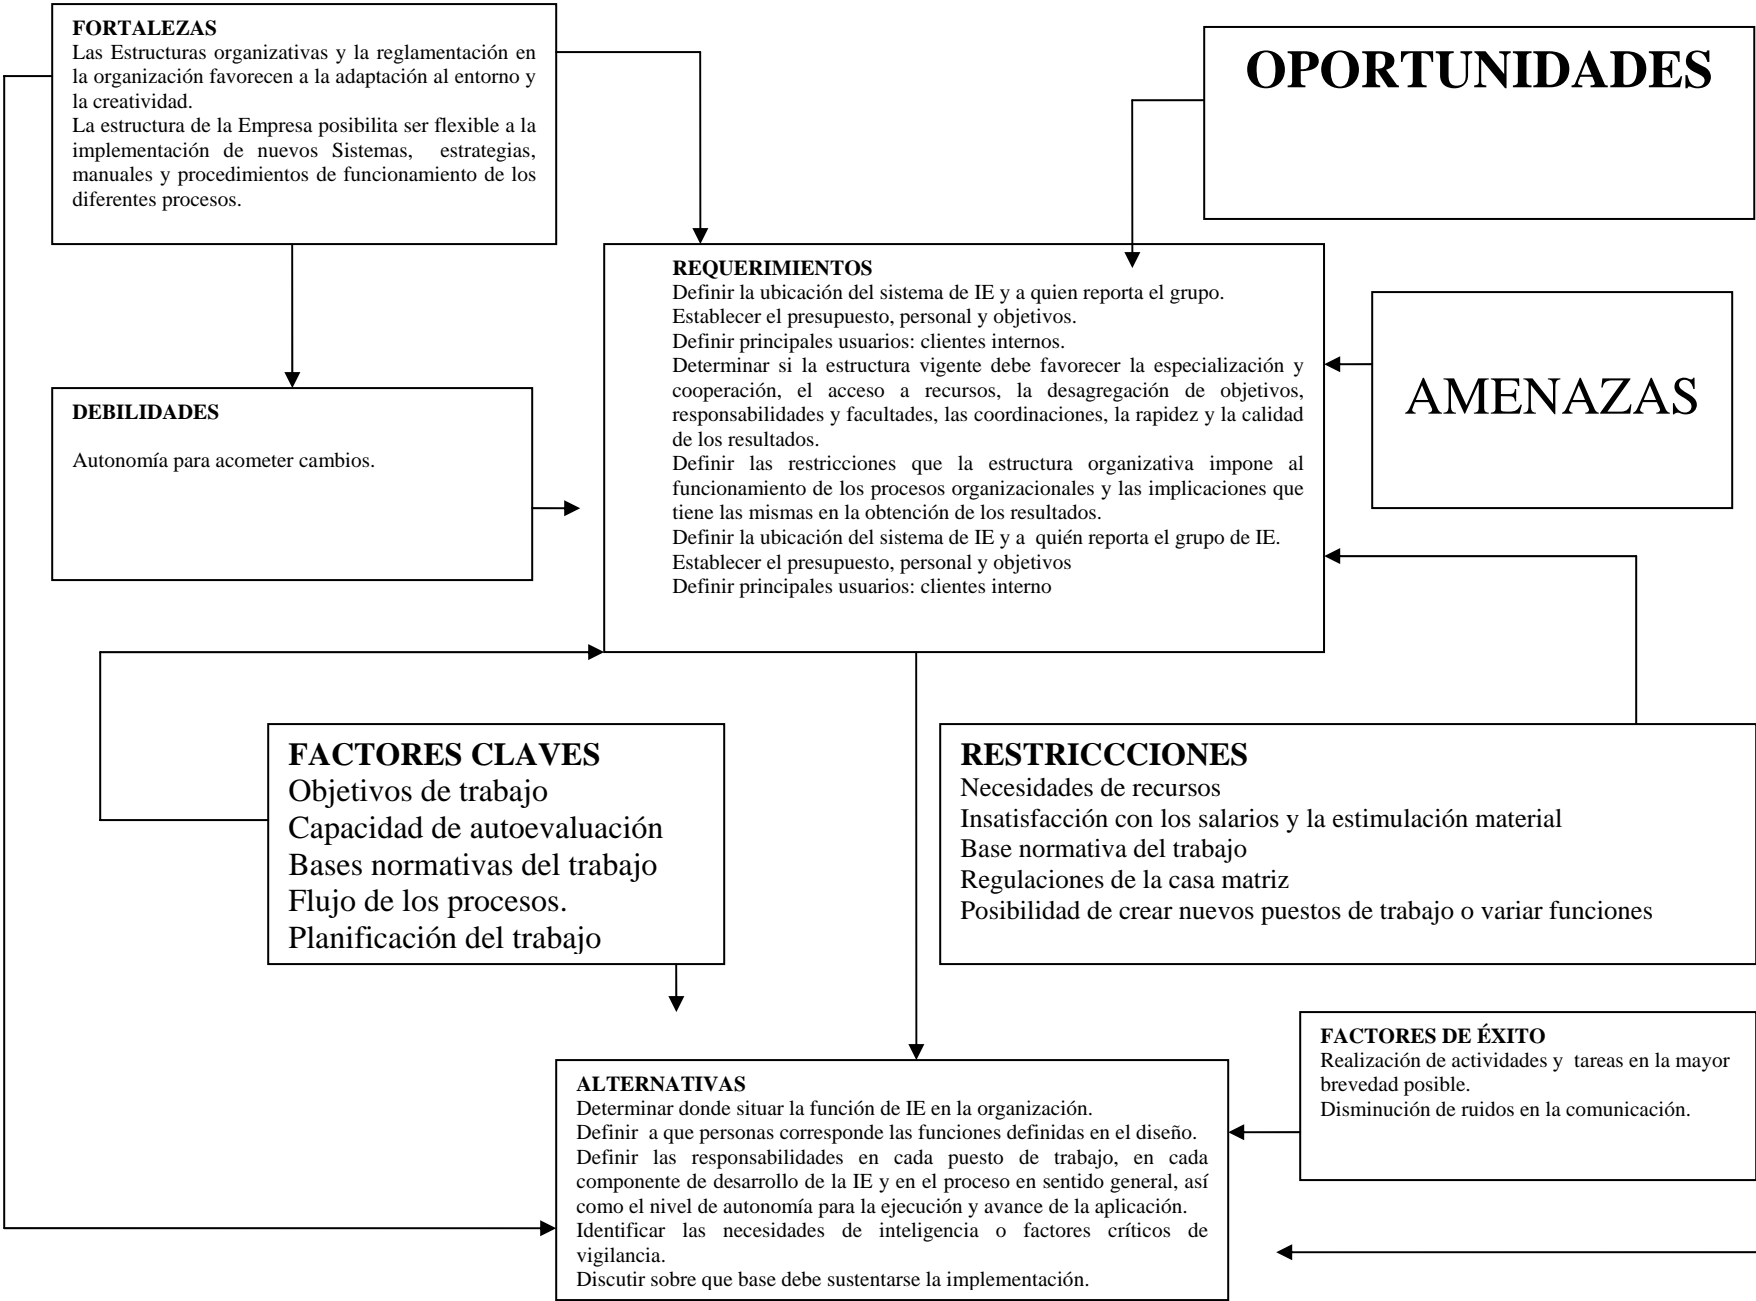 FORTALEZAS
Las Estructuras organizativas y la reglamentación en
la organización favorecen a la adaptación al entorno y
la creatividad.
La estructura de la Empresa posibilita ser flexible a la
implementación de nuevos Sistemas, estrategias,
manuales y procedimientos de funcionamiento de los
diferentes procesos.
OPORTUNIDADES
REQUERIMIENTOS
Definir la ubicación del sistema de IE y a quien reporta el grupo.
Establecer el presupuesto, personal y objetivos.
Definir principales usuarios: clientes internos.
Determinar si la estructura vigente debe favorecer la especialización y
cooperación, el acceso a recursos, la desagregación de objetivos,
responsabilidades y facultades, las coordinaciones, la rapidez y la calidad
de los resultados.
Definir las restricciones que la estructura organizativa impone al
funcionamiento de los procesos organizacionales y las implicaciones que
tiene las mismas en la obtención de los resultados.
Definir la ubicación del sistema de IE y a quién reporta el grupo de IE.
Establecer el presupuesto, personal y objetivos
Definir principales usuarios: clientes interno
AMENAZAS
DEBILIDADES
Autonomía para acometer cambios.
FACTORES CLAVES
Objetivos de trabajo
Capacidad de autoevaluación
Bases normativas del trabajo
Flujo de los procesos.
Planificación del trabajo
RESTRICCCIONES
Necesidades de recursos
Insatisfacción con los salarios y la estimulación material
Base normativa del trabajo
Regulaciones de la casa matriz
Posibilidad de crear nuevos puestos de trabajo o variar funciones
FACTORES DE ÉXITO
Realización de actividades y tareas en la mayor
brevedad posible.
Disminución de ruidos en la comunicación.
ALTERNATIVAS
Determinar donde situar la función de IE en la organización.
Definir a que personas corresponde las funciones definidas en el diseño.
Definir las responsabilidades en cada puesto de trabajo, en cada
componente de desarrollo de la IE y en el proceso en sentido general, así
como el nivel de autonomía para la ejecución y avance de la aplicación.
Identificar las necesidades de inteligencia o factores críticos de
vigilancia.
Discutir sobre que base debe sustentarse la implementación.